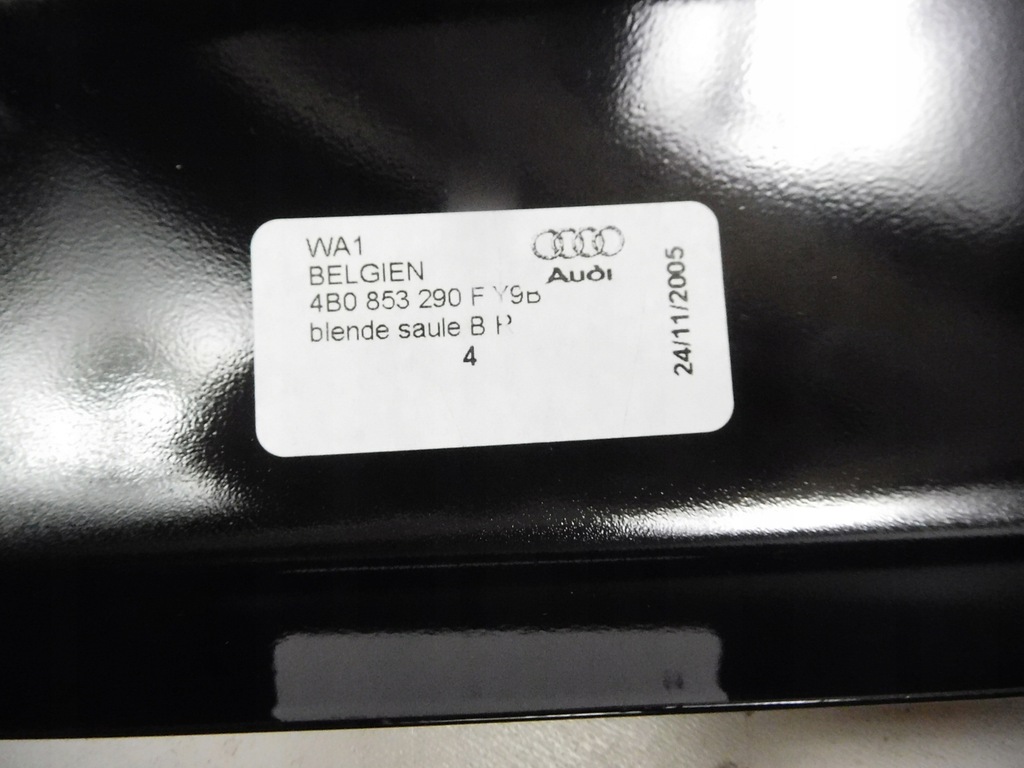 WA1
BELGIEN
4B0 853 290 F Y9B
blende saule B R
4
Audi
24/11/2005